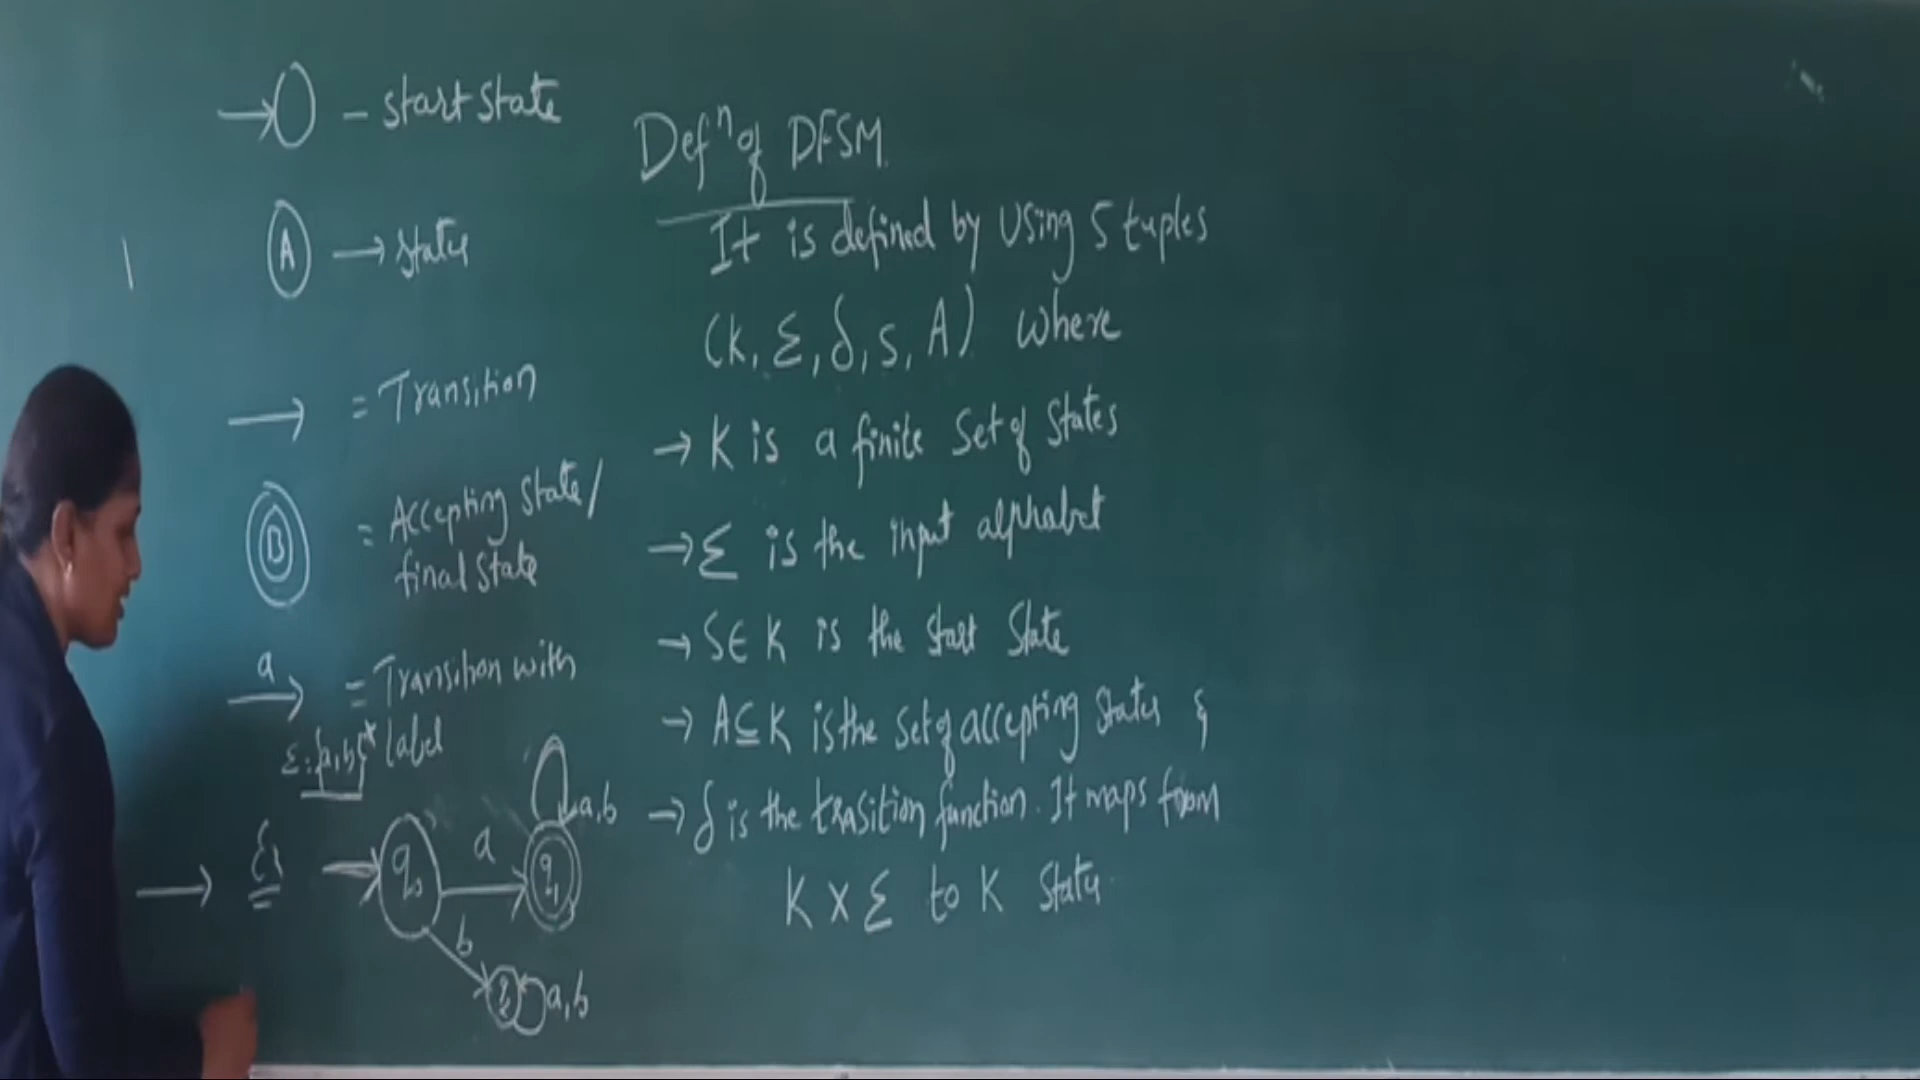 – start state
A → states
= Transition
B = Accepting state/
final state
a = Transition with
label
Σ = {a,b}*
q0 a q1 a,b
b
a,b
Defⁿ of DFSM
It is defined by using 5 tuples
(K, Σ, δ, s, A) where
→ K is a finite set of states
→ Σ is the input alphabet
→ S∈K is the start state
→ A⊆K is the set of accepting states &
→ δ is the trasition function. It maps from
K × Σ to K state